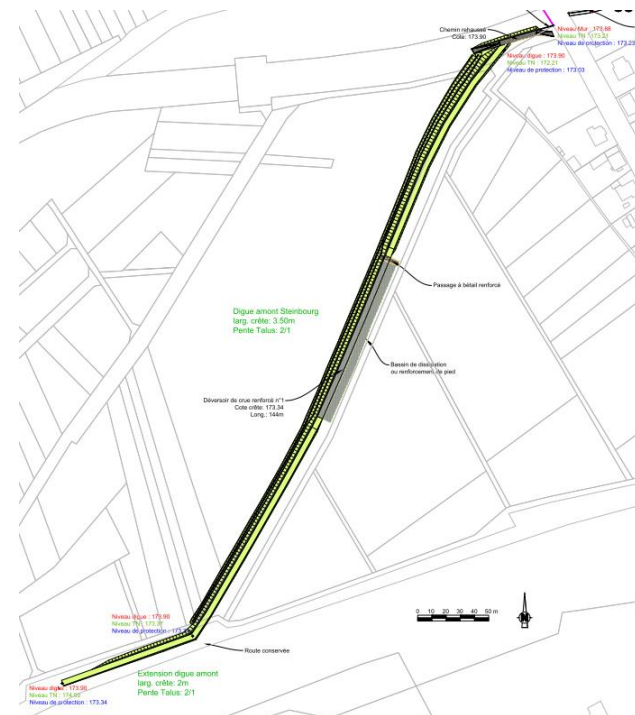 Chemin rehaussé
Cote: 173.90
Niveau Mur : 173.88
Niveau TN : 173.21
Niveau de protection : 173.23
Niveau digue : 173.90
Niveau TN : 172.21
Niveau de protection : 173.03
Passage à bétail renforcé
Digue amont Steinbourg
larg. crête: 3.50m
Pente Talus: 2/1
Bassin de dissipation
ou renforcement de pied
Déversoir de crue renforcé n°1
Cote crête: 173.34
Long.: 144m
0 10 20 30 40 50 m
Niveau digue : 173.90
Niveau TN :
Niveau de protection :
Route conservée
Extension digue amont
larg. crête: 2m
Pente Talus: 2/1
Niveau digue : 173.90
Niveau TN :
Niveau de protection : 173.34